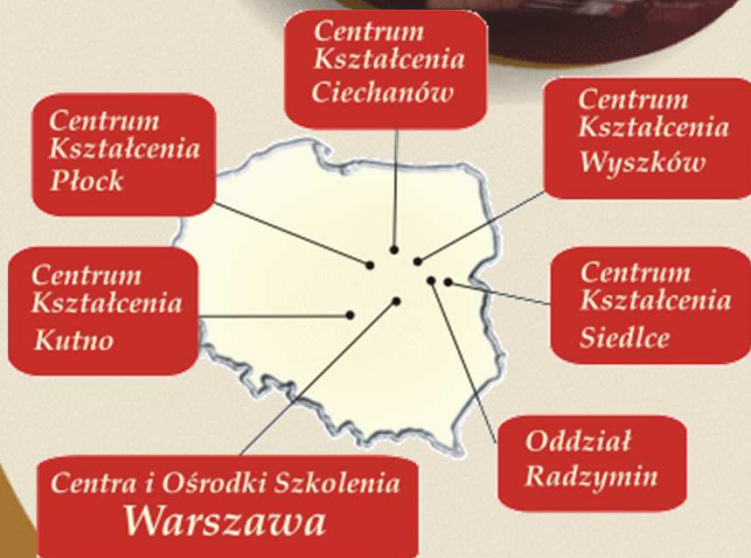 Centrum
Kształcenia
Ciechanów
Centrum
Kształcenia
Płock
Centrum
Kształcenia
Wyszków
Centrum
Kształcenia
Kutno
Centrum
Kształcenia
Siedlce
Oddział
Radzymin
Centra i Ośrodki Szkolenia
Warszawa